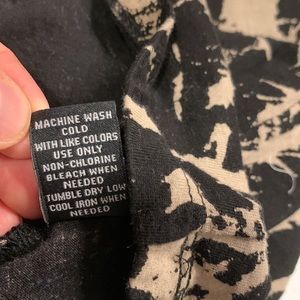 MACHINE WASH
COLD
WITH LIKE COLORS
USE ONLY
NON-CHLORINE
BLEACH WHEN
NEEDED
TUMBLE DRY LOW
COOL IRON WHEN
NEEDED